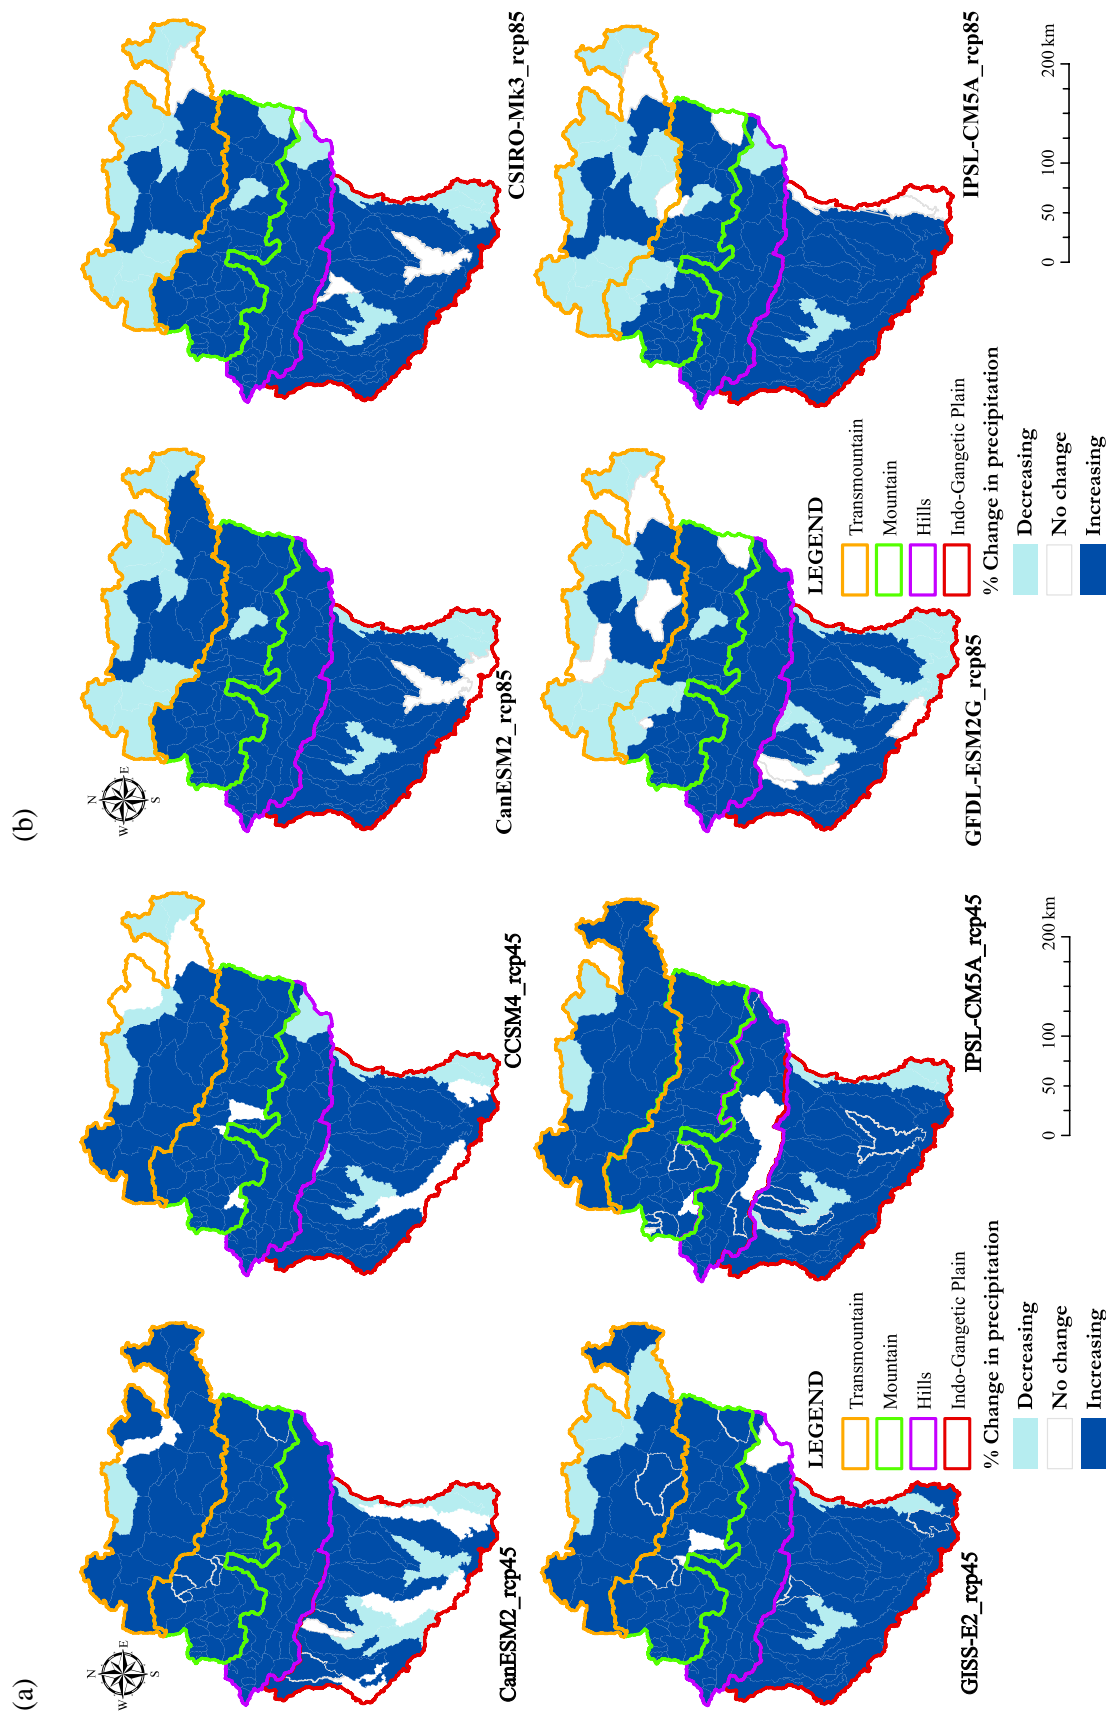 (a)
N
W E
S
CanESM2_rcp45
CCSM4_rcp45
GISS-E2_rcp45
IPSL-CM5A_rcp45
LEGEND
Transmountain
Mountain
Hills
Indo-Gangetic Plain
% Change in precipitation
Decreasing
No change
Increasing
0 50 100 200 km
(b)
N
W E
S
CanESM2_rcp85
CSIRO-Mk3_rcp85
GFDL-ESM2G_rcp85
IPSL-CM5A_rcp85
LEGEND
Transmountain
Mountain
Hills
Indo-Gangetic Plain
% Change in precipitation
Decreasing
No change
Increasing
0 50 100 200 km